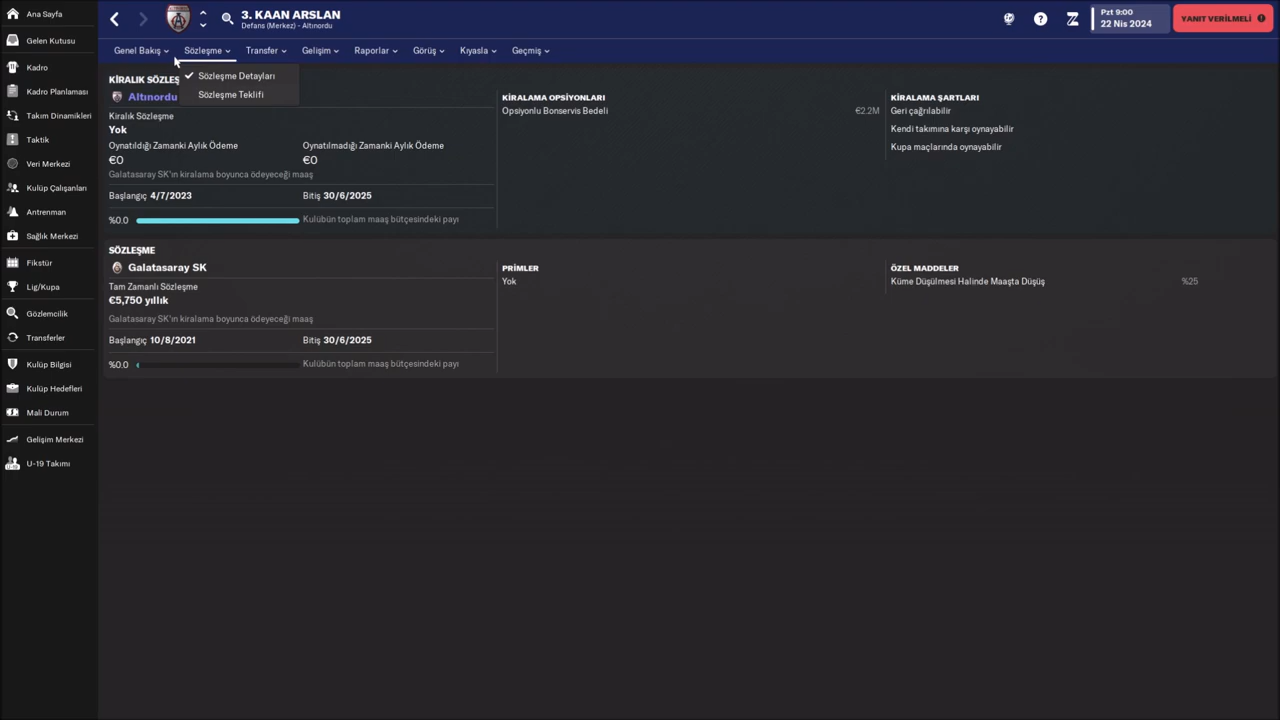 Ana Sayfa
Gelen Kutusu
Kadro
Kadro Planlaması
Takım Dinamikleri
Taktik
Veri Merkezi
Kulüp Çalışanları
Antrenman
Sağlık Merkezi
Fikstür
Lig/Kupa
Gözlemcilik
Transferler
Kulüp Bilgisi
Kulüp Hedefleri
Mali Durum
Gelişim Merkezi
U-19 Takımı
3. KAAN ARSLAN
Defans (Merkez) - Altınordu
Pzt 9:00
22 Nis 2024
YANIT VERİLMELİ
Genel Bakış
Sözleşme
Transfer
Gelişim
Raporlar
Görüş
Kıyasla
Geçmiş
Sözleşme Detayları
Sözleşme Teklifi
KİRALIK SÖZLEŞ
Altınordu
Kiralık Sözleşme
Yok
Oynatıldığı Zamanki Aylık Ödeme
Oynatılmadığı Zamanki Aylık Ödeme
€0
€0
Galatasaray SK'ın kiralama boyunca ödeyeceği maaş
Başlangıç 4/7/2023
Bitiş 30/6/2025
%0.0
Kulübün toplam maaş bütçesindeki payı
KİRALAMA OPSİYONLARI
Opsiyonlu Bonservis Bedeli
€2.2M
KİRALAMA ŞARTLARI
Geri çağrılabilir
Kendi takımına karşı oynayabilir
Kupa maçlarında oynayabilir
SÖZLEŞME
Galatasaray SK
Tam Zamanlı Sözleşme
€5,750 yıllık
Galatasaray SK'ın kiralama boyunca ödeyeceği maaş
Başlangıç 10/8/2021
Bitiş 30/6/2025
%0.0
Kulübün toplam maaş bütçesindeki payı
PRİMLER
Yok
ÖZEL MADDELER
Küme Düşülmesi Halinde Maaşta Düşüş
%25